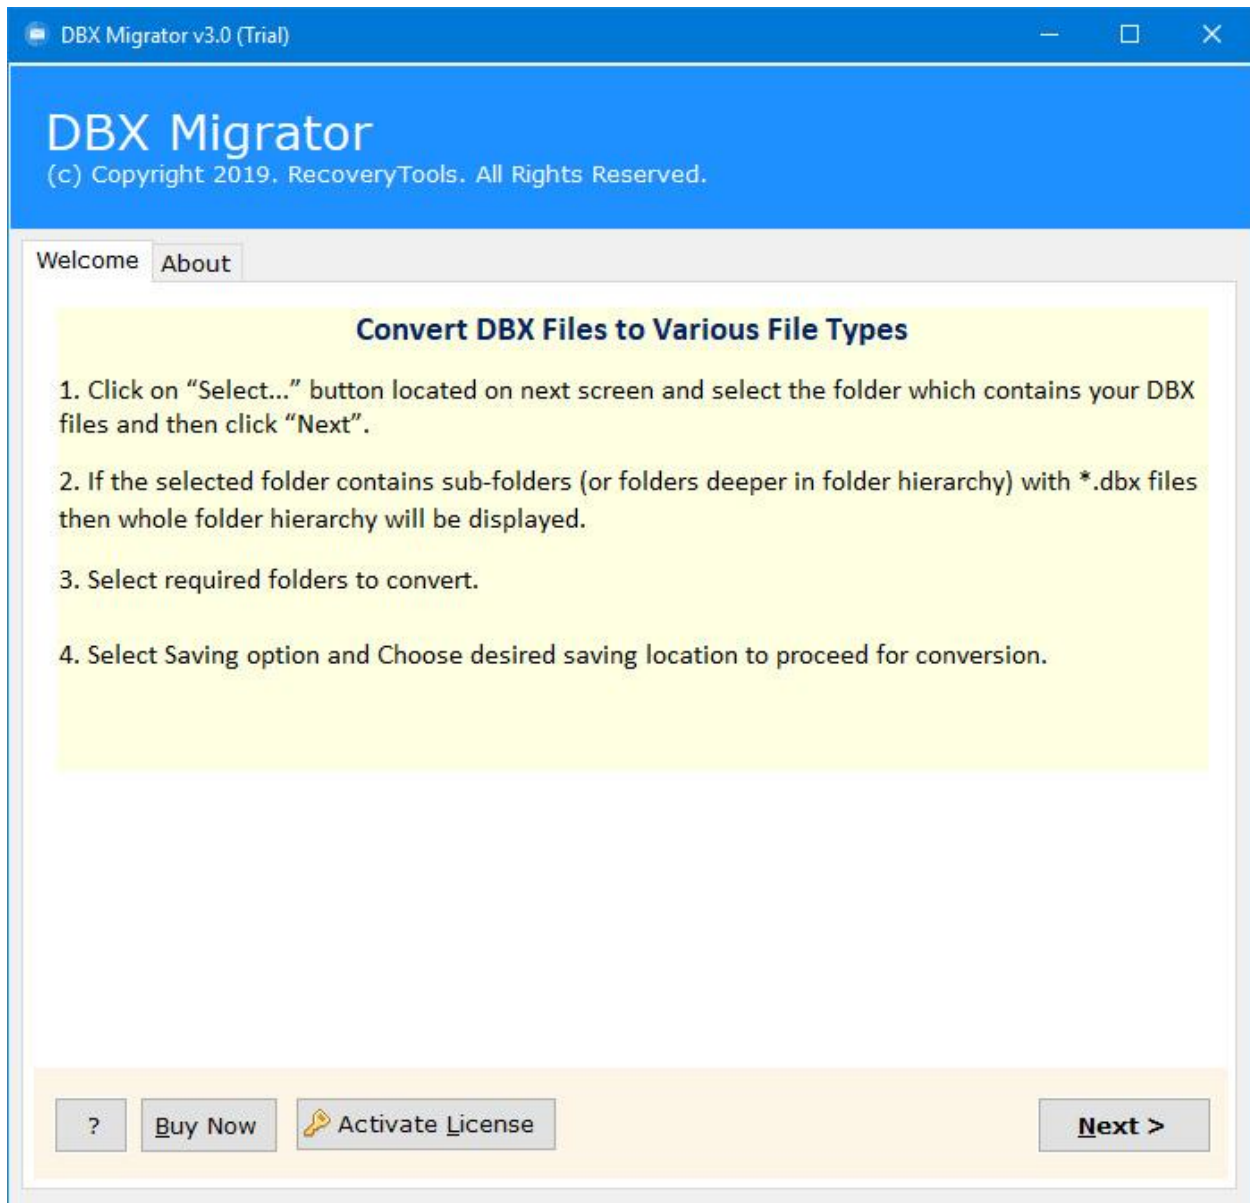 DBX Migrator v3.0 (Trial)
DBX Migrator
(c) Copyright 2019. RecoveryTools. All Rights Reserved.
Welcome About
Convert DBX Files to Various File Types
1. Click on “Select...” button located on next screen and select the folder which contains your DBX
files and then click “Next”.
2. If the selected folder contains sub-folders (or folders deeper in folder hierarchy) with *.dbx files
then whole folder hierarchy will be displayed.
3. Select required folders to convert.
4. Select Saving option and Choose desired saving location to proceed for conversion.
? Buy Now Activate License Next >